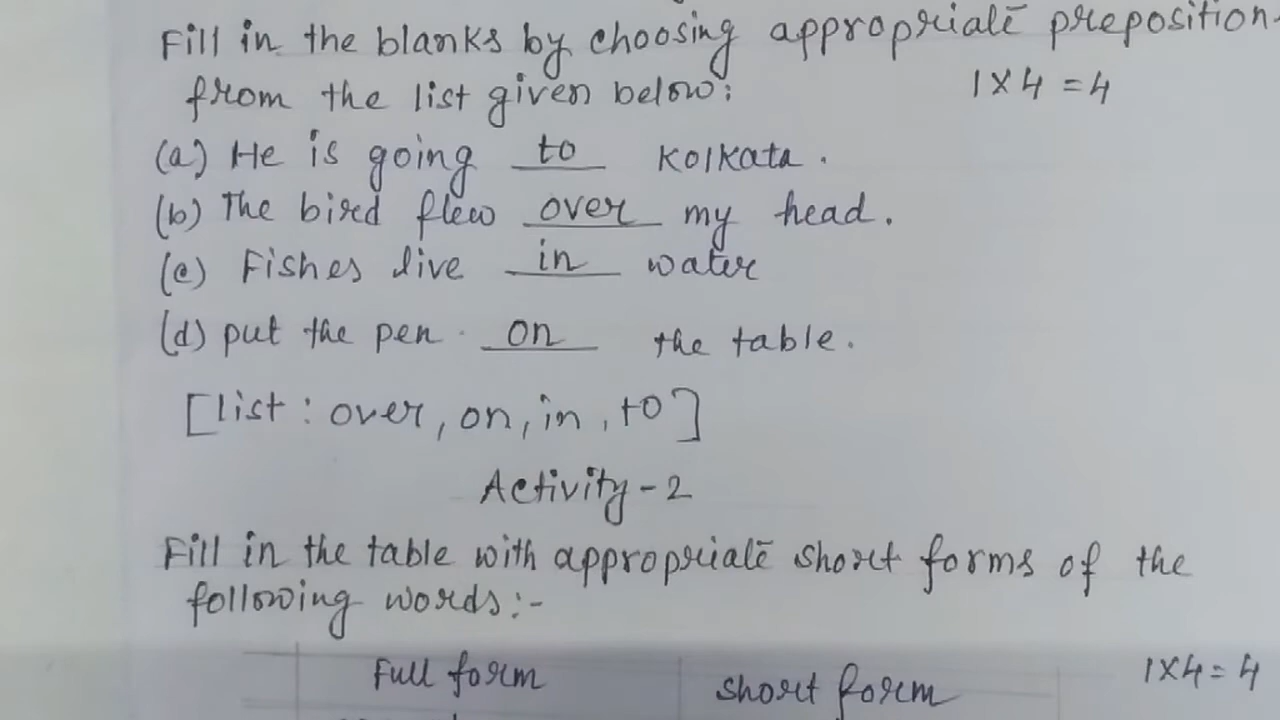 Fill in the blanks by choosing appropriate preposition
from the list given below:
1 x 4 = 4
(a) He is going to Kolkata.
(b) The bird flew over my head.
(c) Fishes live in water
(d) put the pen on the table.
[list : over, on, in, to]
Activity-2
Fill in the table with appropriate short forms of the
following words:-
Full form short form
1x4 = 4